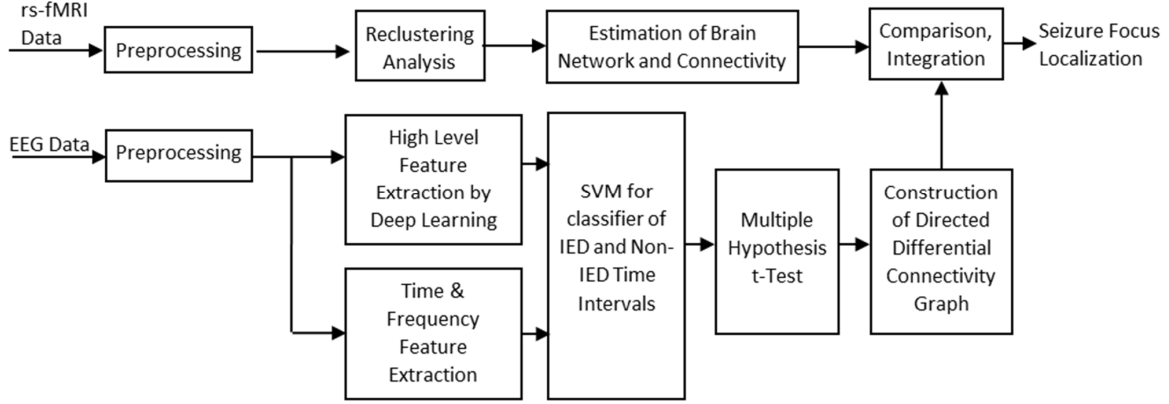 rs-fMRI
Data
Preprocessing
Reclustering
Analysis
Estimation of Brain
Network and Connectivity
Comparison,
Integration
Seizure Focus
Localization
EEG Data
Preprocessing
High Level
Feature
Extraction by
Deep Learning
Time &
Frequency
Feature
Extraction
SVM for
classifier of
IED and Non-
IED Time
Intervals
Multiple
Hypothesis
t-Test
Construction
of Directed
Differential
Connectivity
Graph